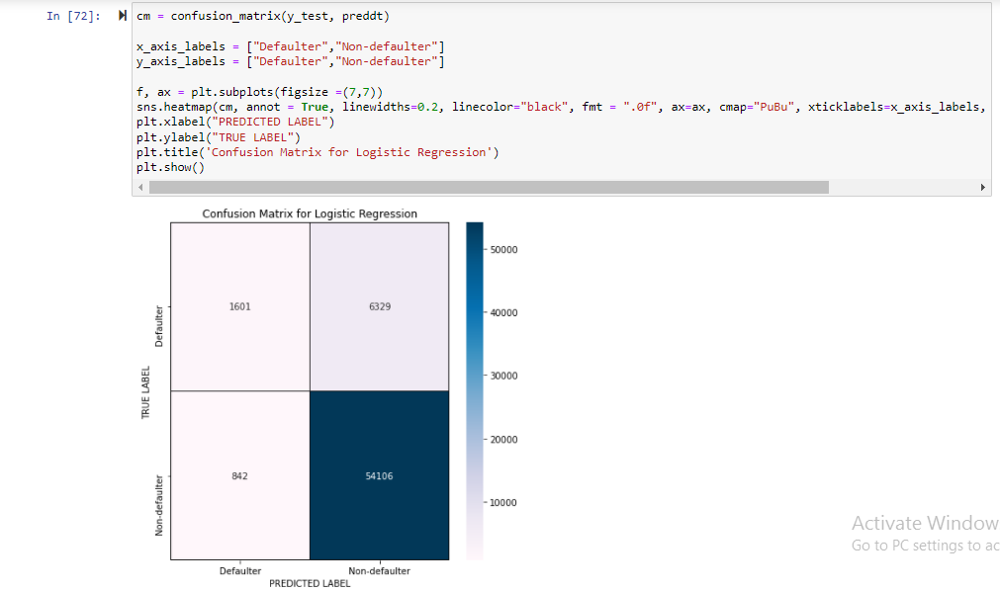 In [72]:
cm = confusion_matrix(y_test, preddt)
x_axis_labels = ["Defaulter","Non-defaulter"]
y_axis_labels = ["Defaulter","Non-defaulter"]
f, ax = plt.subplots(figsize =(7,7))
sns.heatmap(cm, annot = True, linewidths=0.2, linecolor="black", fmt = ".0f", ax=ax, cmap="PuBu", xticklabels=x_axis_labels,
plt.xlabel("PREDICTED LABEL")
plt.ylabel("TRUE LABEL")
plt.title('Confusion Matrix for Logistic Regression')
plt.show()
Confusion Matrix for Logistic Regression
TRUE LABEL
Defaulter
1601
6329
Non-defaulter
842
54106
Defaulter
Non-defaulter
PREDICTED LABEL
50000
40000
30000
20000
10000
Activate Window
Go to PC settings to ac